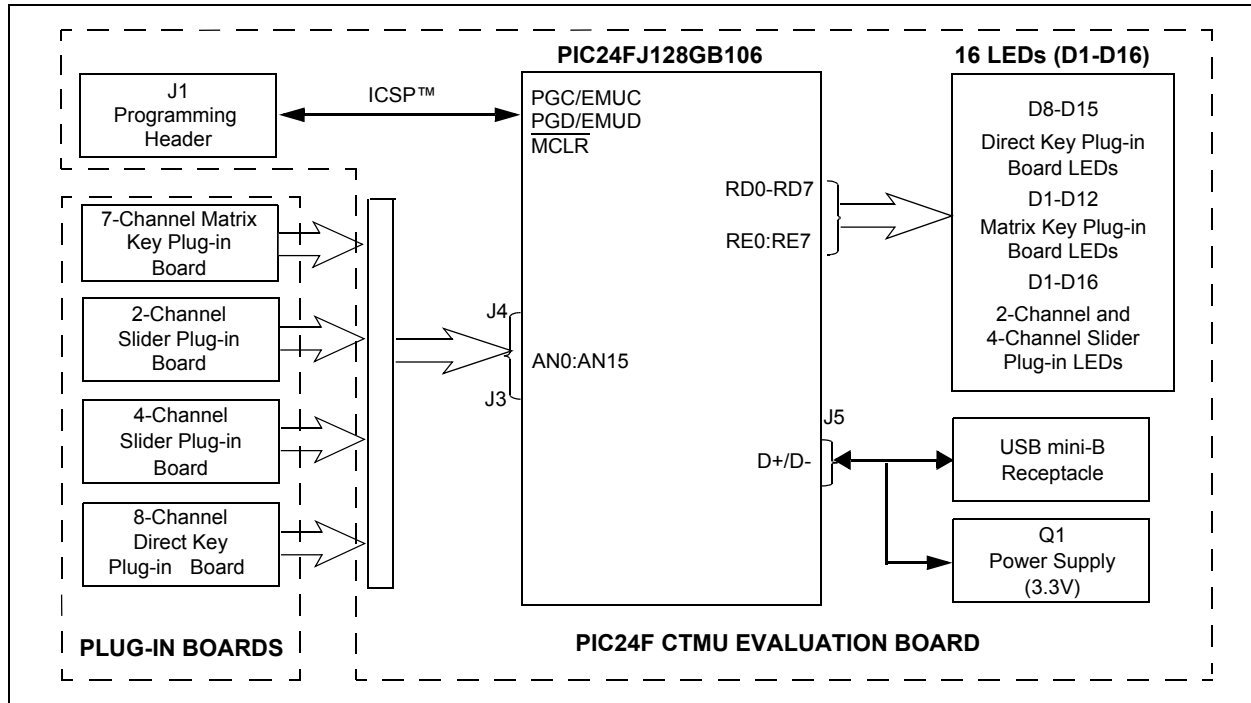 PIC24FJ128GB106
16 LEDs (D1-D16)
J1
Programming
Header
ICSP™
PGC/EMUC
PGD/EMUD
MCLR
D8-D15
Direct Key Plug-in
Board LEDs
D1-D12
Matrix Key Plug-in
Board LEDs
D1-D16
2-Channel and
4-Channel Slider
Plug-in LEDs
RD0-RD7
RE0:RE7
7-Channel Matrix
Key Plug-in
Board
2-Channel
Slider Plug-in
Board
4-Channel
Slider Plug-in
Board
8-Channel
Direct Key
Plug-in Board
J4
AN0:AN15
J3
J5
D+/D-
USB mini-B
Receptacle
Q1
Power Supply
(3.3V)
PLUG-IN BOARDS
PIC24F CTMU EVALUATION BOARD